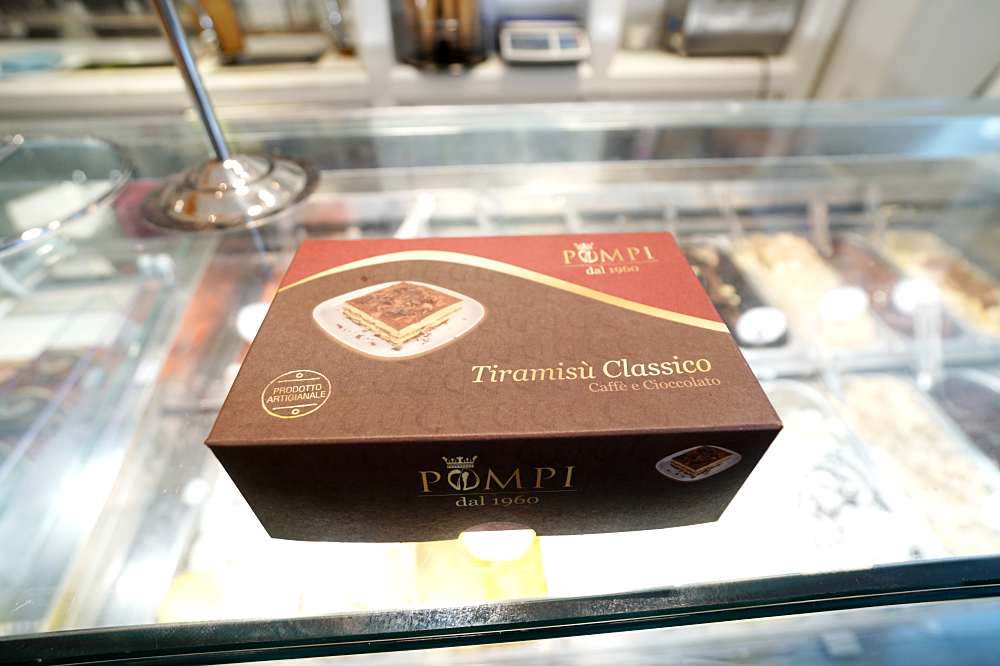 POMPI
dal 1960
Tiramisù Classico
Caffè e Cioccolato
PRODOTTO
ARTIGIANALE
POMPI
dal 1960